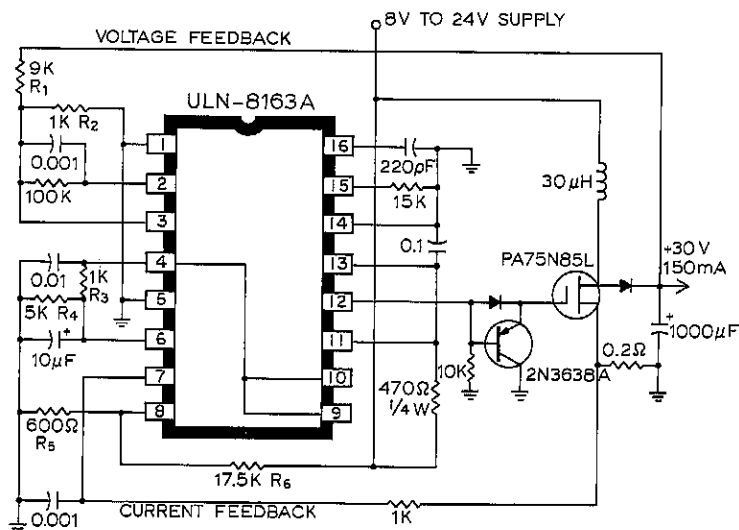 8V TO 24V SUPPLY
VOLTAGE FEEDBACK
9K
R1
1K R2
ULN-8163A
0.001
100K
1
2
3
4
5
6
7
8
16
15
14
13
12
11
10
9
220pF
15K
0.1
30µH
PA75N85L
+30V
150mA
0.01
1K
R3
5K R4
10µF
+
10K
2N3638A
0.2Ω
+
1000µF
470Ω
1/4W
600Ω
R5
17.5K R6
0.001
CURRENT FEEDBACK
1K